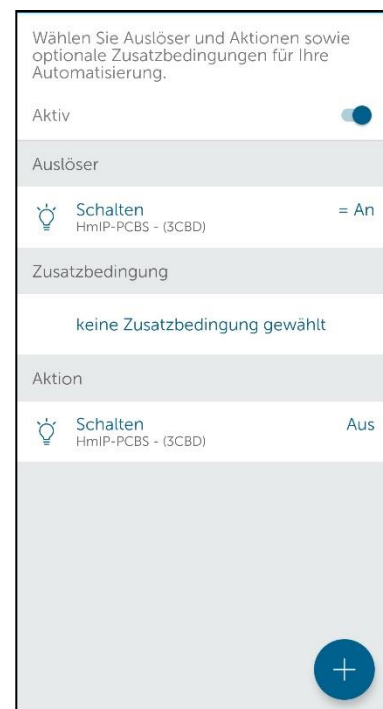 Wählen Sie Auslöser und Aktionen sowie
optionale Zusatzbedingungen für Ihre
Automatisierung.
Aktiv
Auslöser
Schalten = An
HmIP-PCBS - (3CBD)
Zusatzbedingung
keine Zusatzbedingung gewählt
Aktion
Schalten Aus
HmIP-PCBS - (3CBD)
+